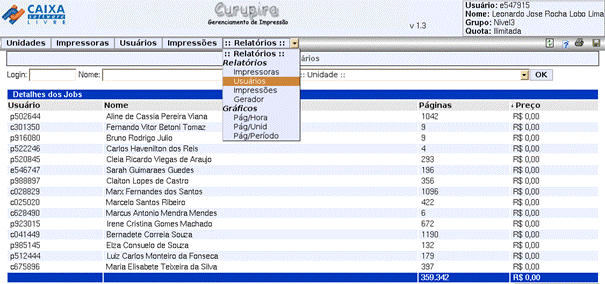 CAIXA
software
LIVRE
Curupira
Gerenciamento de Impressão
v 1.3
Usuário: e547915
Nome: Leonardo Jose Rocha Lobo Lima
Grupo: Nível3
Quota: Ilimitada
Unidades Impressoras Usuários Impressões :: Relatórios ::
:: Relatórios ::
Relatórios
Impressoras
Usuários
Impressões
Gerador
Gráficos
Pág/Hora
Pág/Unid
Pág/Período
Login: Nome: :: Unidade :: OK
Detalhes dos Jobs
Usuário Nome Páginas Preço
p502644 Aline de Cassia Pereira Viana 1042 R$ 0,00
c301350 Fernando Vitor Betoni Tomaz 9 R$ 0,00
p916080 Bruno Rodrigo Julio 9 R$ 0,00
p522246 Carlos Havenilton dos Reis 4 R$ 0,00
p520845 Cleia Ricardo Viegas de Araujo 293 R$ 0,00
e546747 Sarah Guimaraes Guedes 196 R$ 0,00
p988897 Claiton Lopes de Castro 356 R$ 0,00
c028829 Marx Fernandes dos Santos 1096 R$ 0,00
c025020 Marcelo Santos Ribeiro 422 R$ 0,00
c628490 Marcus Antonio Mendra Mendes 6 R$ 0,00
p923015 Irene Cristina Gomes Machado 672 R$ 0,00
c041449 Bernadete Correia Souza 1190 R$ 0,00
p985145 Elza Consuelo de Souza 132 R$ 0,00
p512444 Luiz Carlos Monteto da Cruz 179 R$ 0,00
c675896 Maria Elisabete Teixeira da Silva 397 R$ 0,00
359.342 R$ 0,00